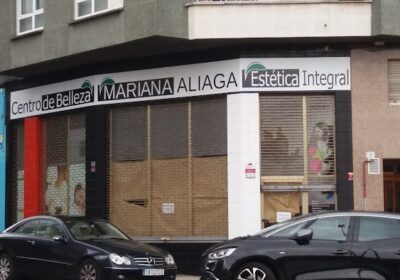 Centro de Belleza MARIANA ALIAGA Estética Integral